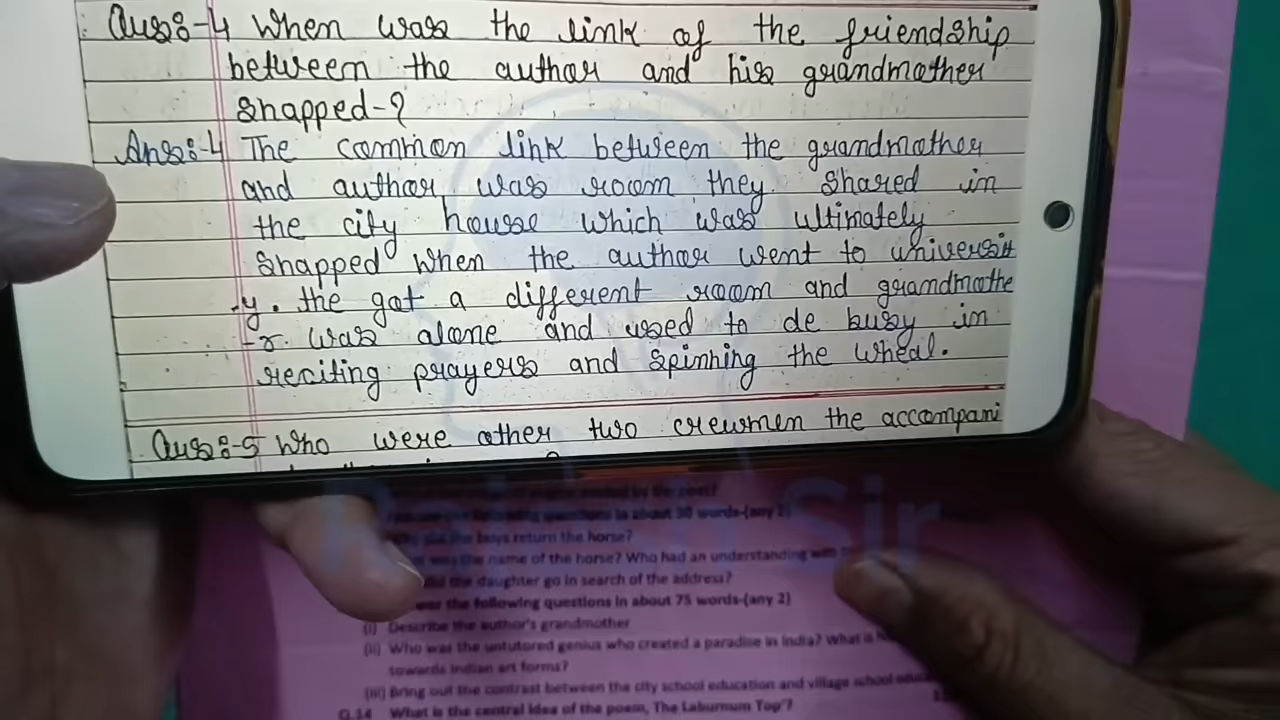 Ques:-4 When was the link of the friendship
between the author and his grandmother
snapped-?
Ans:-4 The common link between the grandmother
and author was room they shared in
the city house which was ultimately
snapped when the author went to universit
-y. the got a different room and grandmothe
-r. was alone and used to de busy in
reciting prayers and spinning the wheal.
Ques:-5 Who were other two crewmen the accompani
by the poet?
questions in about 30 words-(any
the buys return the horse?
was the name of the horse? Who had an understanding with
the daughter go in search of the address?
the following questions in about 75 words-(any 2)
(i) Describe the author's grandmother
(ii) Who was the untutored genius who created a paradise in India? What is
towards Indian art forms?
(iii) Bring out the contrast between the city school education and village school
Q.14 What is the central idea of the poem, The Laburnum Top'?
Sir